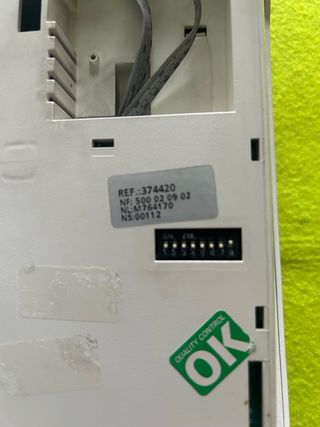 REF.:374420
NF: 500 02 09 02
NL:M764170
NS:00112
ON
1 2 3 4 5 6 7 8
QUALITY CONTROL
OK